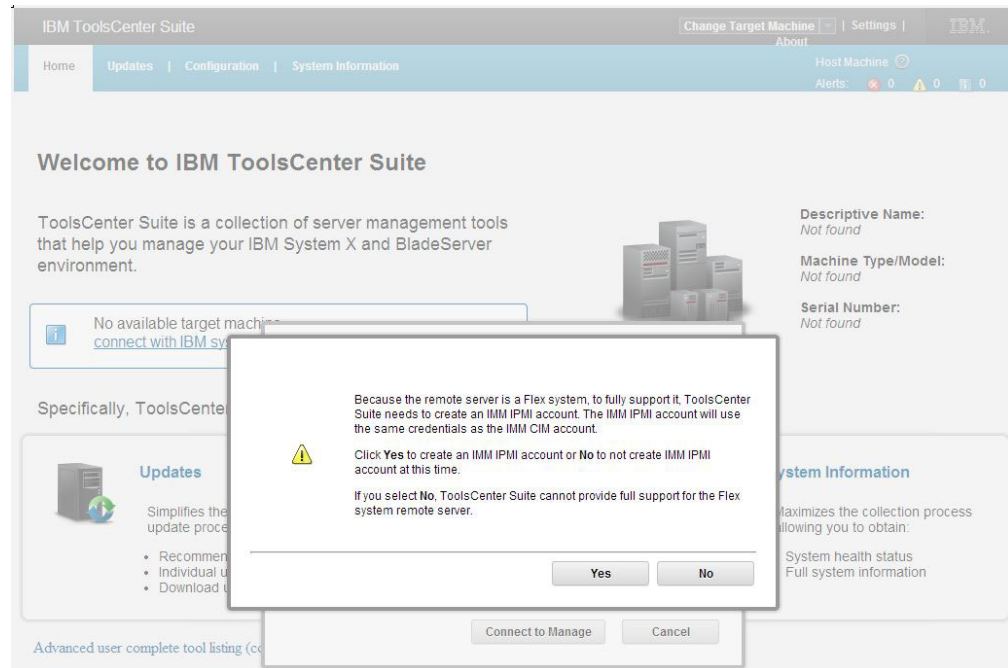 IBM ToolsCenter Suite
Change Target Machine | Settings |
About
IBM.
Home Updates | Configuration | System Information
Host Machine ?
Alerts: 0 0 0
Welcome to IBM ToolsCenter Suite
ToolsCenter Suite is a collection of server management tools
that help you manage your IBM System X and BladeServer
environment.
Descriptive Name:
Not found
Machine Type/Model:
Not found
Serial Number:
Not found
No available target machine
connect with IBM sys
Because the remote server is a Flex system, to fully support it, ToolsCenter
Suite needs to create an IMM IPMI account. The IMM IPMI account will use
the same credentials as the IMM CIM account.
Click Yes to create an IMM IPMI account or No to not create IMM IPMI
account at this time.
If you select No, ToolsCenter Suite cannot provide full support for the Flex
system remote server.
Yes No
Specifically, ToolsCente
Updates
Simplifies the
update proce
• Recommen
• Individual u
• Download u
ystem Information
Maximizes the collection process
allowing you to obtain:
System health status
Full system information
Connect to Manage Cancel
Advanced user complete tool listing (co